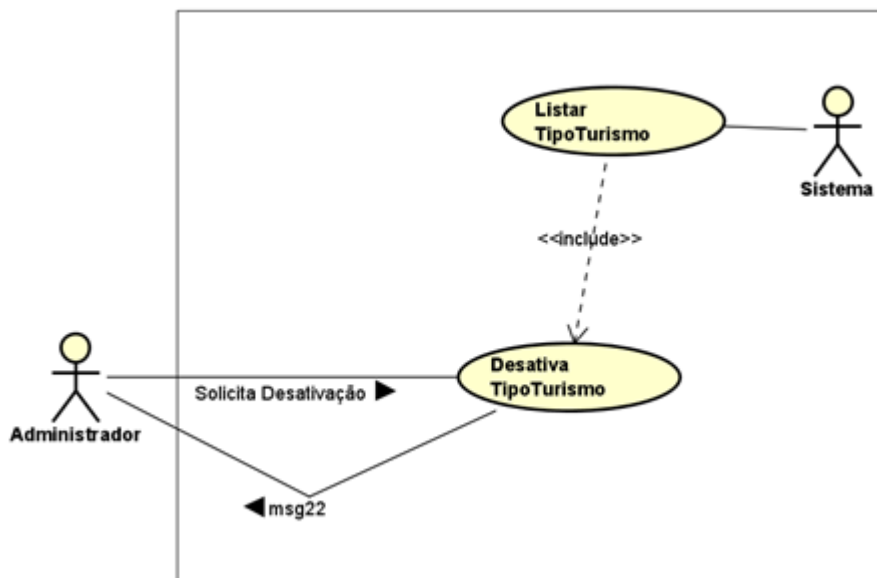 Listar
TipoTurismo
Sistema
<<include>>
Desativa
TipoTurismo
Solicita Desativação
Administrador
msg22